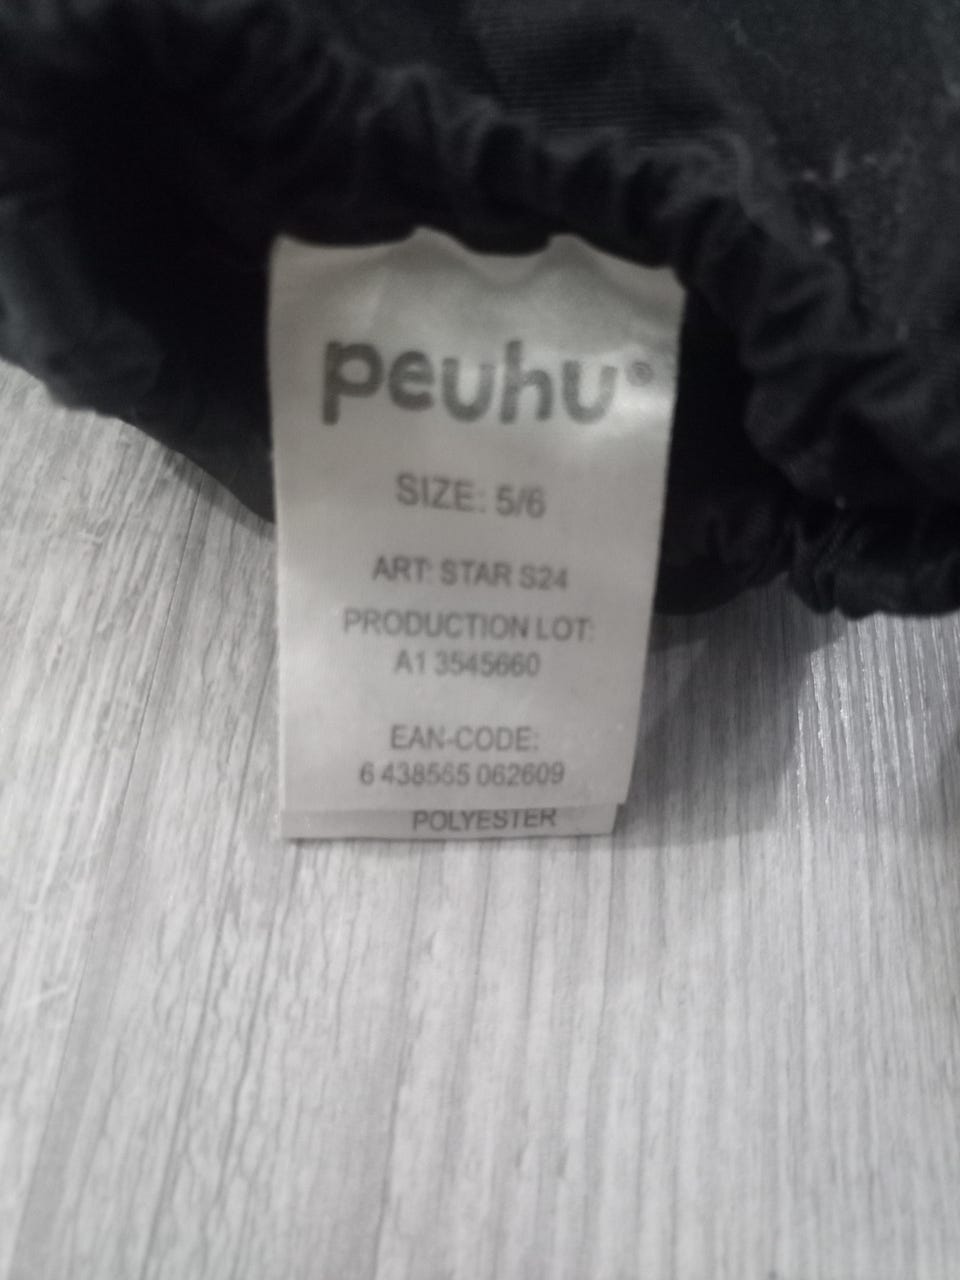 peuhu®
SIZE: 5/6
ART: STAR S24
PRODUCTION LOT:
A1 3545660
EAN-CODE:
6 438565 062609
POLYESTER